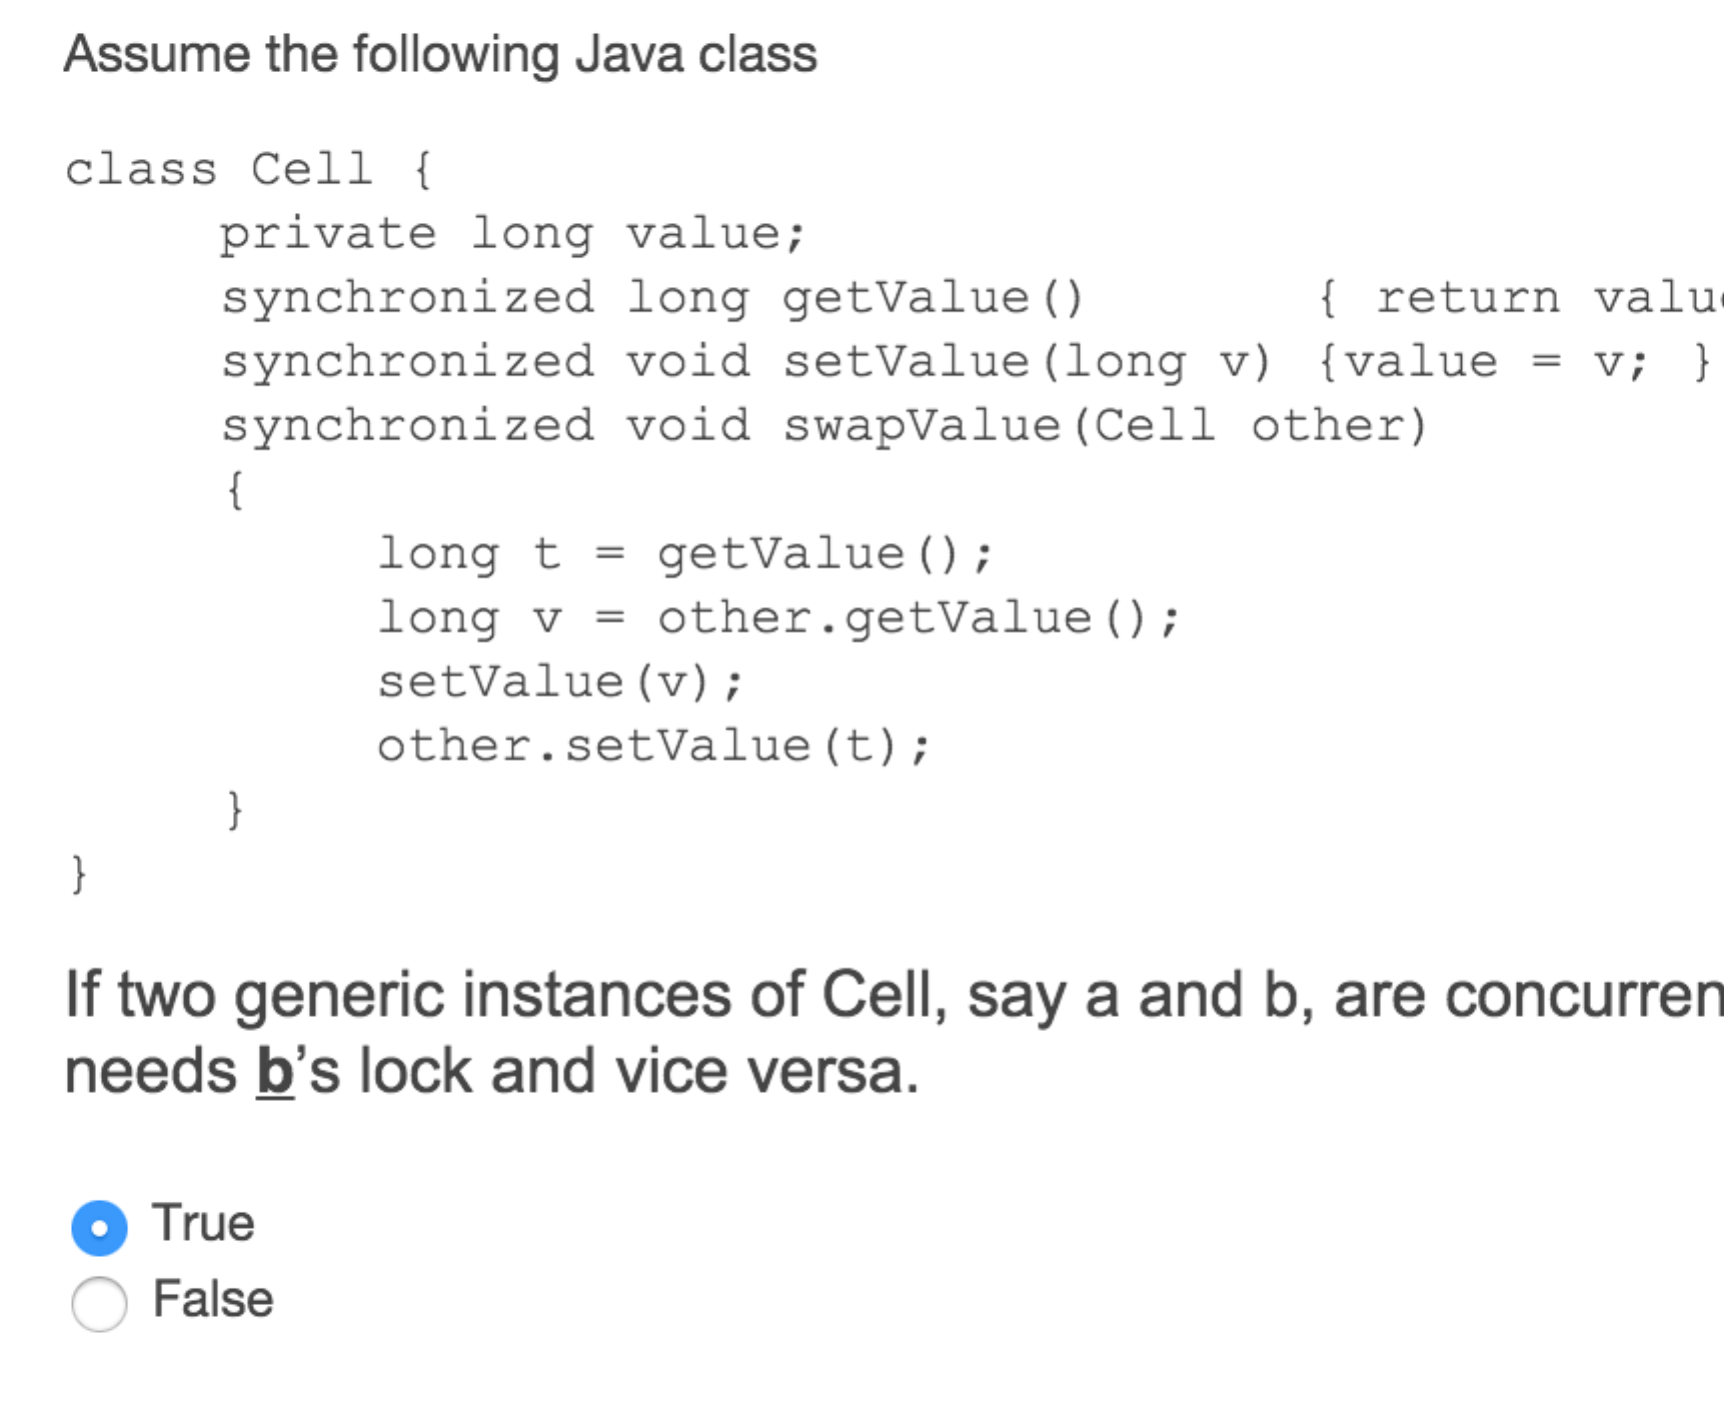 Assume the following Java class
class Cell {
private long value;
synchronized long getValue() { return valu
synchronized void setValue(long v) {value = v; }
synchronized void swapValue(Cell other)
{
long t = getValue();
long v = other.getValue();
setValue(v);
other.setValue(t);
}
}
If two generic instances of Cell, say a and b, are concurren
needs b’s lock and vice versa.
True
False